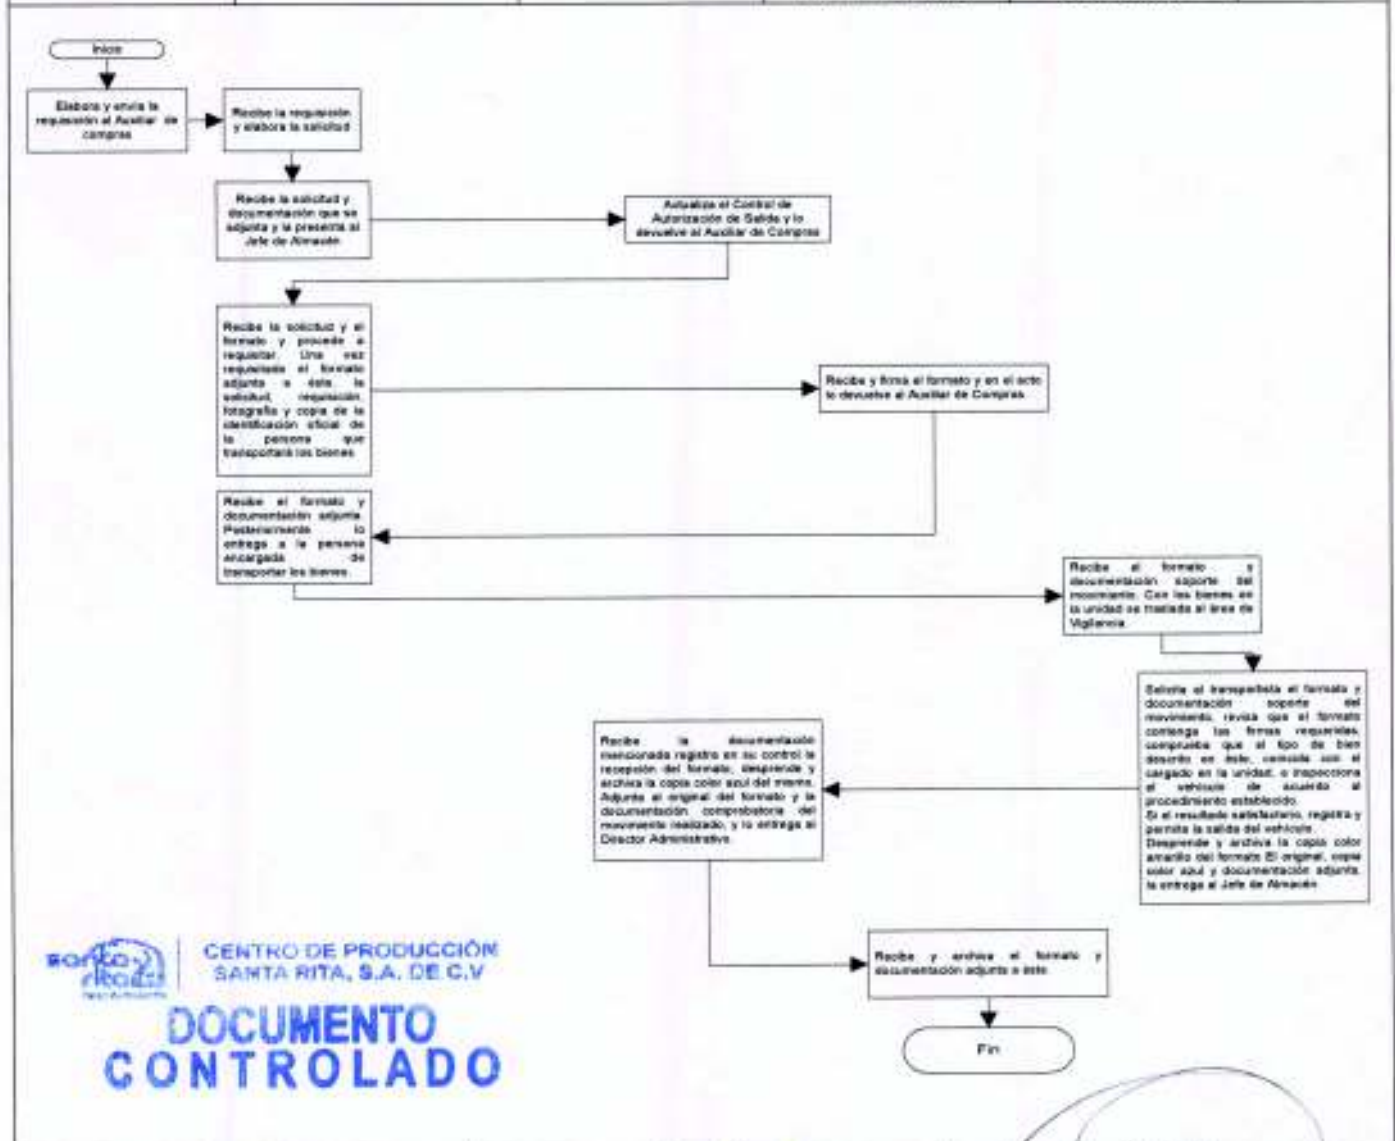 Inicio
Elabora y envía la
requisición al Auxiliar de
compras
Recibe la requisición
y elabora la solicitud
Recibe la solicitud y
documentación que se
adjunta y la presenta al
Jefe de Almacén
Actualiza el Control de
Autorización de Salida y lo
devuelve al Auxiliar de Compras
Recibe la solicitud y el
formato y procede a
requisitar. Una vez
requisitado el formato
adjunta a éste, la
solicitud, requisición,
fotografía y copia de la
identificación oficial de
la persona que
transportará los bienes
Recibe y firma el formato y en el acto
lo devuelve al Auxiliar de Compras
Recibe el formato y
documentación adjunta.
Posteriormente lo
entrega a la persona
encargada de
transportar los bienes
Recibe el formato y
documentación soporte del
movimiento. Con los bienes en
la unidad se traslada al área de
Vigilancia.
Solicita al transportista el formato y
documentación soporte del
movimiento, revisa que el formato
contenga las firmas requeridas,
comprueba que el tipo de bien
descrito en éste, coincida con el
cargado en la unidad, o inspecciona
el vehículo de acuerdo al
procedimiento establecido.
Si el resultado satisfactorio, registra y
permite la salida del vehículo.
Desprende y archiva la copia color
amarillo del formato El original, copia
color azul y documentación adjunta,
la entrega al Jefe de Almacén
Recibe la documentación
mencionada registra en su control la
recepción del formato, desprende y
archiva la copia color azul del mismo.
Adjunta al original del formato y la
documentación comprobatoria del
movimiento realizado, y lo entrega al
Director Administrativo.
Recibe y archiva el formato y
documentación adjunta a éste.
Fin
CENTRO DE PRODUCCIÓN
SANTA RITA, S.A. DE C.V
DOCUMENTO
CONTROLADO